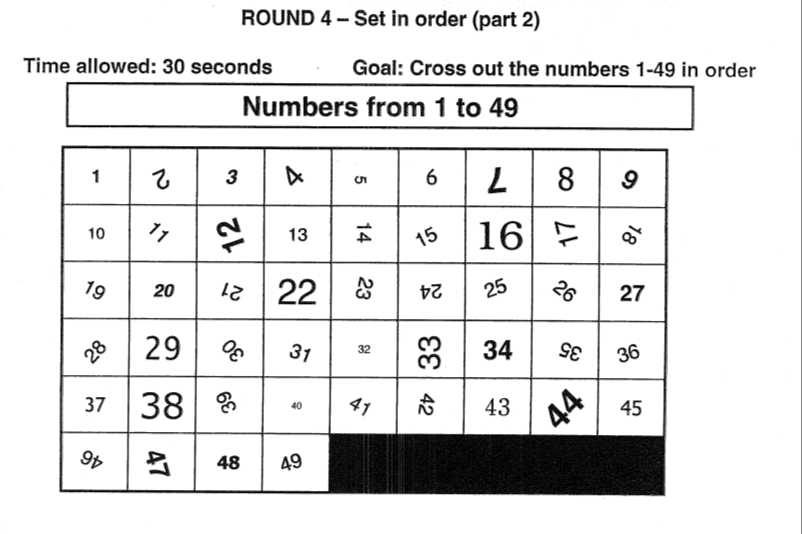 ROUND 4 – Set in order (part 2)
Time allowed: 30 seconds Goal: Cross out the numbers 1-49 in order
Numbers from 1 to 49
1 2 3 4 5 6 7 8 9
10 11 12 13 14 15 16 17 18
19 20 21 22 23 24 25 26 27
28 29 30 31 32 33 34 35 36
37 38 39 40 41 42 43 44 45
46 47 48 49